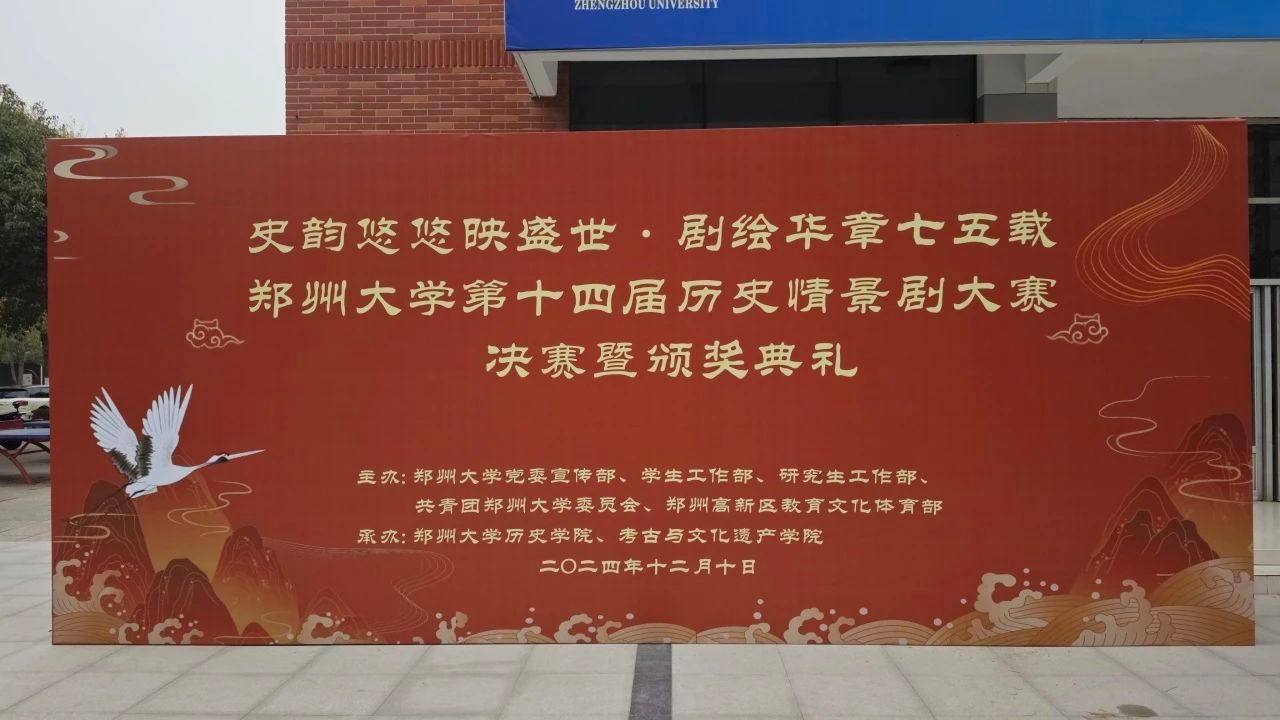 ZHENGZHOU UNIVERSITY
史韵悠悠映盛世·剧绘华章七五载
郑州大学第十四届历史情景剧大赛
决赛暨颁奖典礼
主办:郑州大学党委宣传部、学生工作部、研究生工作部、
共青团郑州大学委员会、郑州高新区教育文化体育部
承办:郑州大学历史学院、考古与文化遗产学院
二〇二四年十二月十日